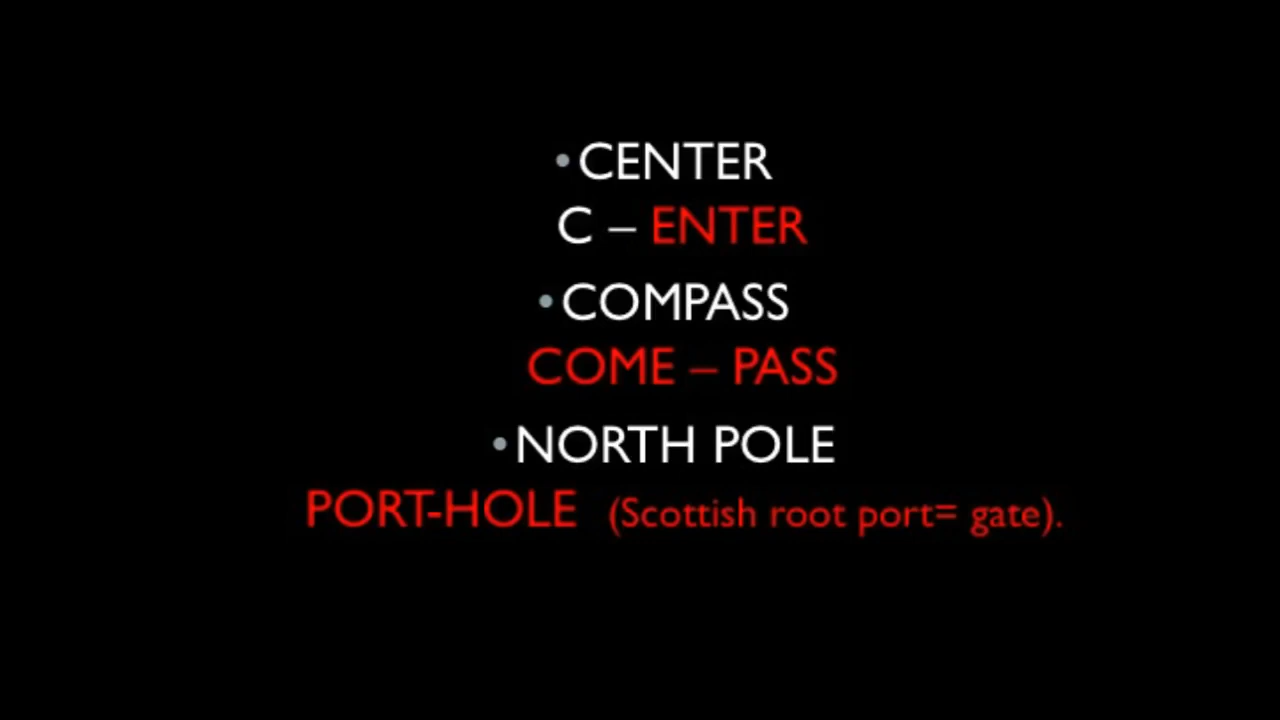 • CENTER
C – ENTER
• COMPASS
COME – PASS
• NORTH POLE
PORT-HOLE (Scottish root port= gate).